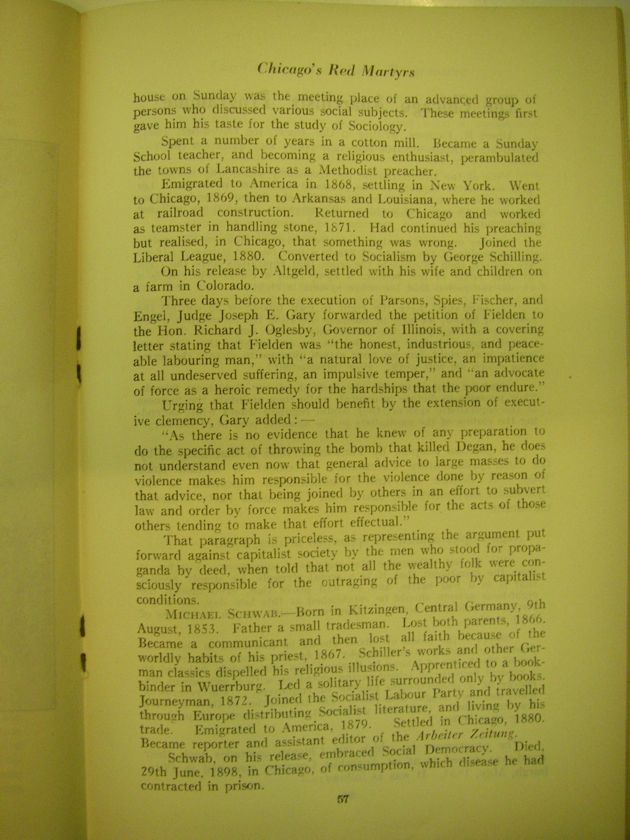 Chicago's Red Martyrs
house on Sunday was the meeting place of an advanced group of
persons who discussed various social subjects. These meetings first
gave him his taste for the study of Sociology.
Spent a number of years in a cotton mill. Became a Sunday
School teacher, and becoming a religious enthusiast, perambulated
the towns of Lancashire as a Methodist preacher.
Emigrated to America in 1868, settling in New York. Went
to Chicago, 1869, then to Arkansas and Louisiana, where he worked
at railroad construction. Returned to Chicago and worked
as teamster in handling stone, 1871. Had continued his preaching
but realised, in Chicago, that something was wrong. Joined the
Liberal League, 1880. Converted to Socialism by George Schilling.
On his release by Altgeld, settled with his wife and children on
a farm in Colorado.
Three days before the execution of Parsons, Spies, Fischer, and
Engel, Judge Joseph E. Gary forwarded the petition of Fielden to
the Hon. Richard J. Oglesby, Governor of Illinois, with a covering
letter stating that Fielden was "the honest, industrious, and peace-
able labouring man," with "a natural love of justice, an impatience
at all undeserved suffering, an impulsive temper," and "an advocate
of force as a heroic remedy for the hardships that the poor endure."
Urging that Fielden should benefit by the extension of execut-
ive clemency, Gary added:—
"As there is no evidence that he knew of any preparation to
do the specific act of throwing the bomb that killed Degan, he does
not understand even now that general advice to large masses to do
violence makes him responsible for the violence done by reason of
that advice, nor that being joined by others in an effort to subvert
law and order by force makes him responsible for the acts of those
others tending to make that effort effectual."
That paragraph is priceless, as representing the argument put
forward against capitalist society by the men who stood for propa-
ganda by deed, when told that not all the wealthy folk were con-
sciously responsible for the outraging of the poor by capitalist
conditions.
MICHAEL SCHWAB.—Born in Kitzingen, Central Germany, 9th
August, 1853. Father a small tradesman. Lost both parents, 1866.
Became a communicant and then lost all faith because of the
worldly habits of his priest, 1867. Schiller's works and other Ger-
man classics dispelled his religious illusions. Apprenticed to a book-
binder in Wuerrburg. Led a solitary life surrounded only by books.
Journeyman, 1872. Joined the Socialist Labour Party and travelled
through Europe distributing Socialist literature, and living by his
trade. Emigrated to America, 1879. Settled in Chicago, 1880.
Became reporter and assistant editor of the Arbeiter Zeitung.
Schwab, on his release, embraced Social Democracy. Died,
29th June, 1898, in Chicago, of consumption, which disease he had
contracted in prison.
57